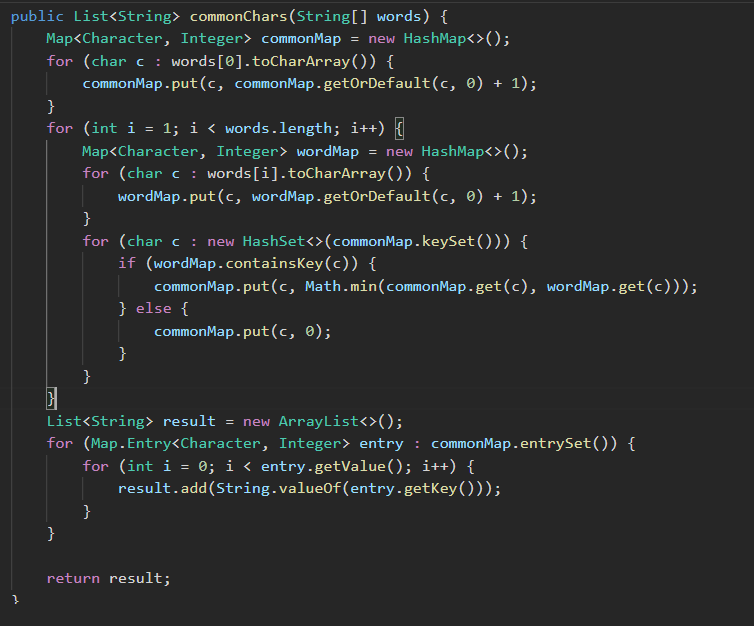 public List<String> commonChars(String[] words) {
    Map<Character, Integer> commonMap = new HashMap<>();
    for (char c : words[0].toCharArray()) {
        commonMap.put(c, commonMap.getOrDefault(c, 0) + 1);
    }
    for (int i = 1; i < words.length; i++) {
        Map<Character, Integer> wordMap = new HashMap<>();
        for (char c : words[i].toCharArray()) {
            wordMap.put(c, wordMap.getOrDefault(c, 0) + 1);
        }
        for (char c : new HashSet<>(commonMap.keySet())) {
            if (wordMap.containsKey(c)) {
                commonMap.put(c, Math.min(commonMap.get(c), wordMap.get(c)));
            } else {
                commonMap.put(c, 0);
            }
        }
    }
    List<String> result = new ArrayList<>();
    for (Map.Entry<Character, Integer> entry : commonMap.entrySet()) {
        for (int i = 0; i < entry.getValue(); i++) {
            result.add(String.valueOf(entry.getKey()));
        }
    }

    return result;
}